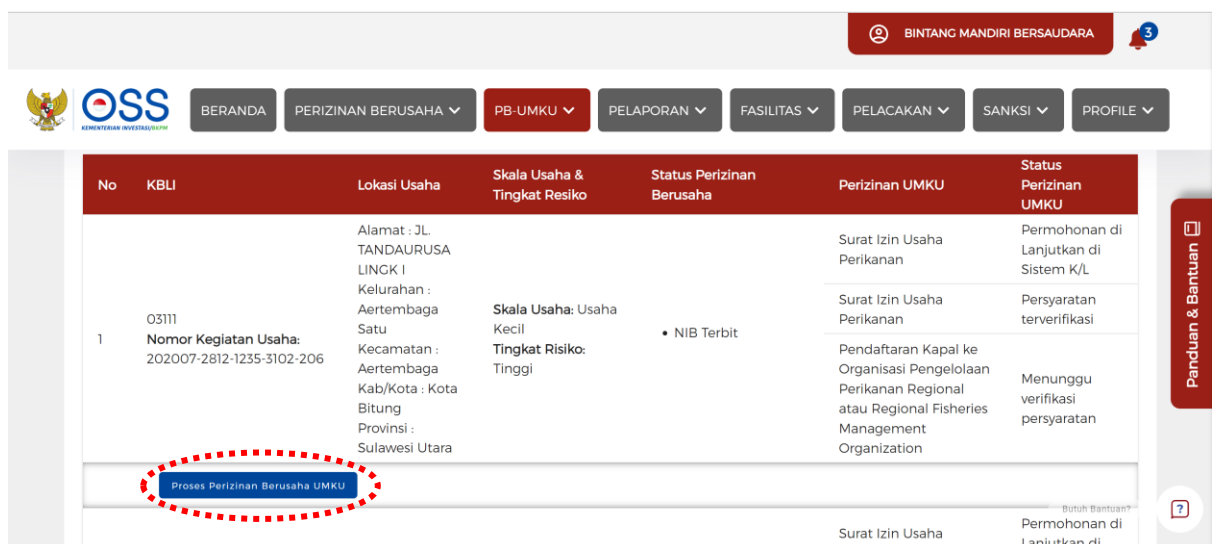 BINTANG MANDIRI BERSAUDARA
3
OSS
KEMENTERIAN INVESTASI/BKPM
BERANDA
PERIZINAN BERUSAHA
PB-UMKU
PELAPORAN
FASILITAS
PELACAKAN
SANKSI
PROFILE
No
KBLI
Lokasi Usaha
Skala Usaha &
Tingkat Resiko
Status Perizinan
Berusaha
Perizinan UMKU
Status
Perizinan
UMKU
1
03111
Nomor Kegiatan Usaha:
202007-2812-1235-3102-206
Alamat : JL.
TANDAURUSA
LINGK I
Kelurahan :
Aertembaga
Satu
Kecamatan :
Aertembaga
Kab/Kota : Kota
Bitung
Provinsi :
Sulawesi Utara
Skala Usaha: Usaha
Kecil
Tingkat Risiko:
Tinggi
• NIB Terbit
Surat Izin Usaha
Perikanan
Permohonan di
Lanjutkan di
Sistem K/L
Surat Izin Usaha
Perikanan
Persyaratan
terverifikasi
Pendaftaran Kapal ke
Organisasi Pengelolaan
Perikanan Regional
atau Regional Fisheries
Management
Organization
Menunggu
verifikasi
persyaratan
Proses Perizinan Berusaha UMKU
Panduan & Bantuan
Butuh Bantuan?
?
Surat Izin Usaha
Permohonan di
Lanjutkan di